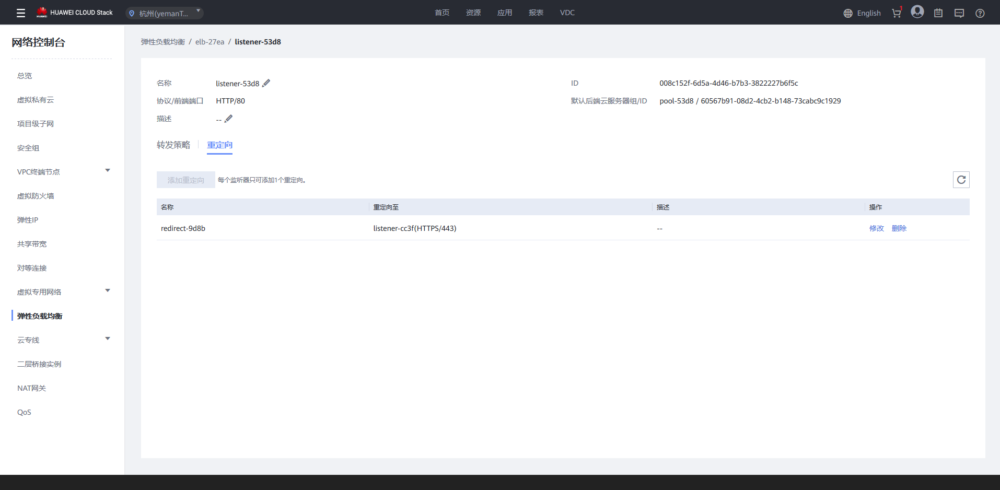 HUAWEI HUAWEI CLOUD Stack 杭州(yemanT... 首页 资源 应用 报表 VDC English 1
网络控制台
总览
虚拟私有云
项目级子网
安全组
VPC终端节点
虚拟防火墙
弹性IP
共享带宽
对等连接
虚拟专用网络
弹性负载均衡
云专线
二层桥接实例
NAT网关
QoS
弹性负载均衡 / elb-27ea / listener-53d8
名称 listener-53d8
ID 008c152f-6d5a-4d46-b7b3-3822227b6f5c
协议/前端端口 HTTP/80
默认后端云服务器组/ID pool-53d8 / 60567b91-08d2-4cb2-b148-73cabc9c1929
描述 --
转发策略 重定向
添加重定向 每个监听器只可添加1个重定向。
名称 重定向至 描述 操作
redirect-9d8b listener-cc3f(HTTPS/443) -- 修改 删除